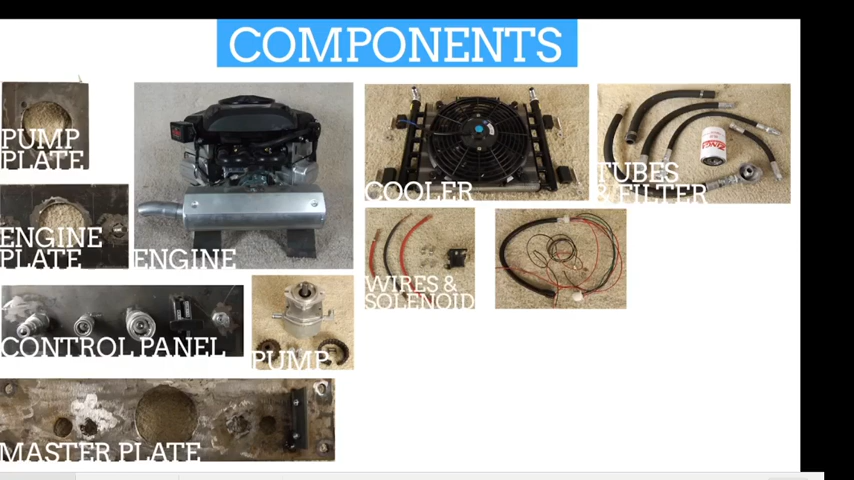 COMPONENTS
PUMP
PLATE
ENGINE
PLATE
ENGINE
COOLER
TUBES
& FILTER
WIRES &
SOLENOID
CONTROL PANEL
PUMP
MASTER PLATE